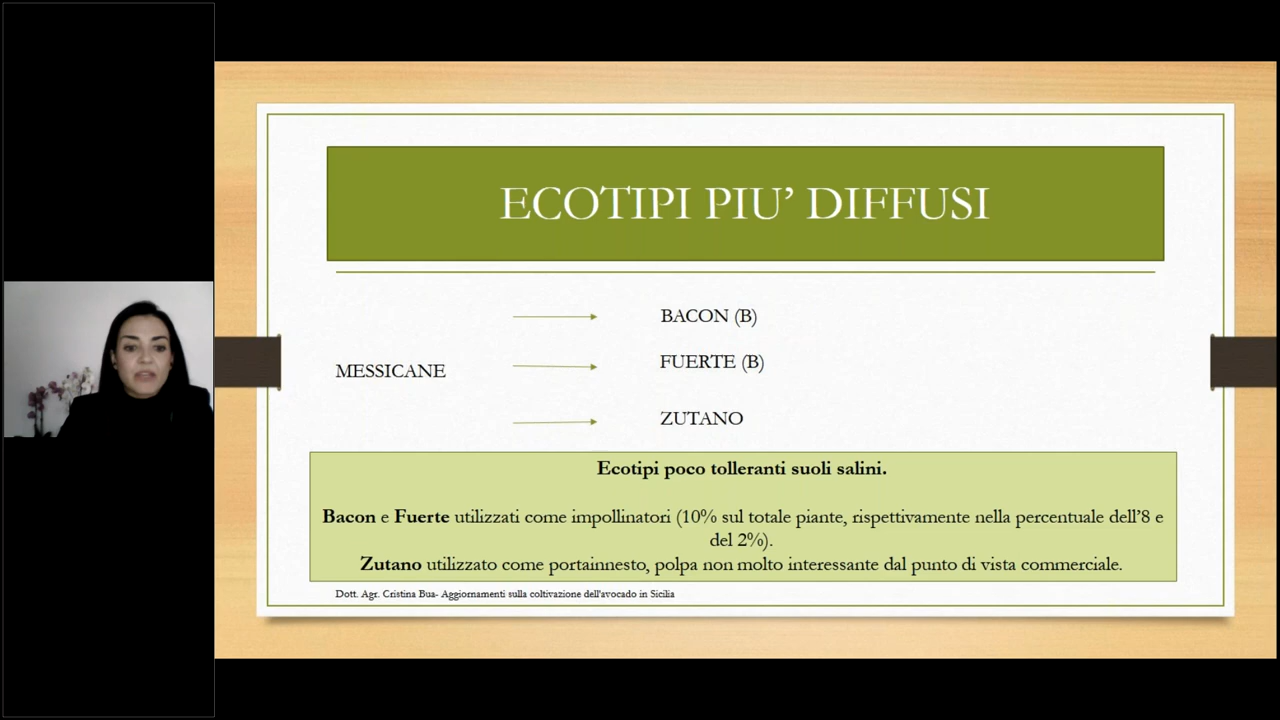 ECOTIPI PIU’ DIFFUSI
BACON (B)
MESSICANE
FUERTE (B)
ZUTANO
Ecotipi poco tolleranti suoli salini.
Bacon e Fuerte utilizzati come impollinatori (10% sul totale piante, rispettivamente nella percentuale dell’8 e
del 2%).
Zutano utilizzato come portainnesto, polpa non molto interessante dal punto di vista commerciale.
Dott. Agr. Cristina Bua- Aggiornamenti sulla coltivazione dell'avocado in Sicilia